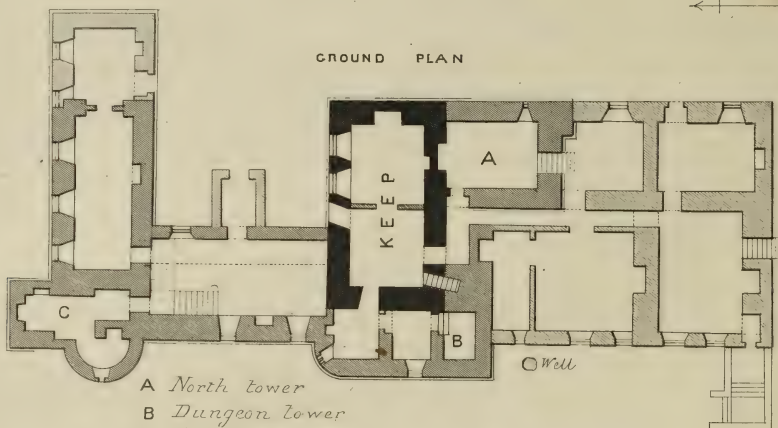 GROUND PLAN
KEEP
A
C
B
Well
A North tower
B Dungeon tower